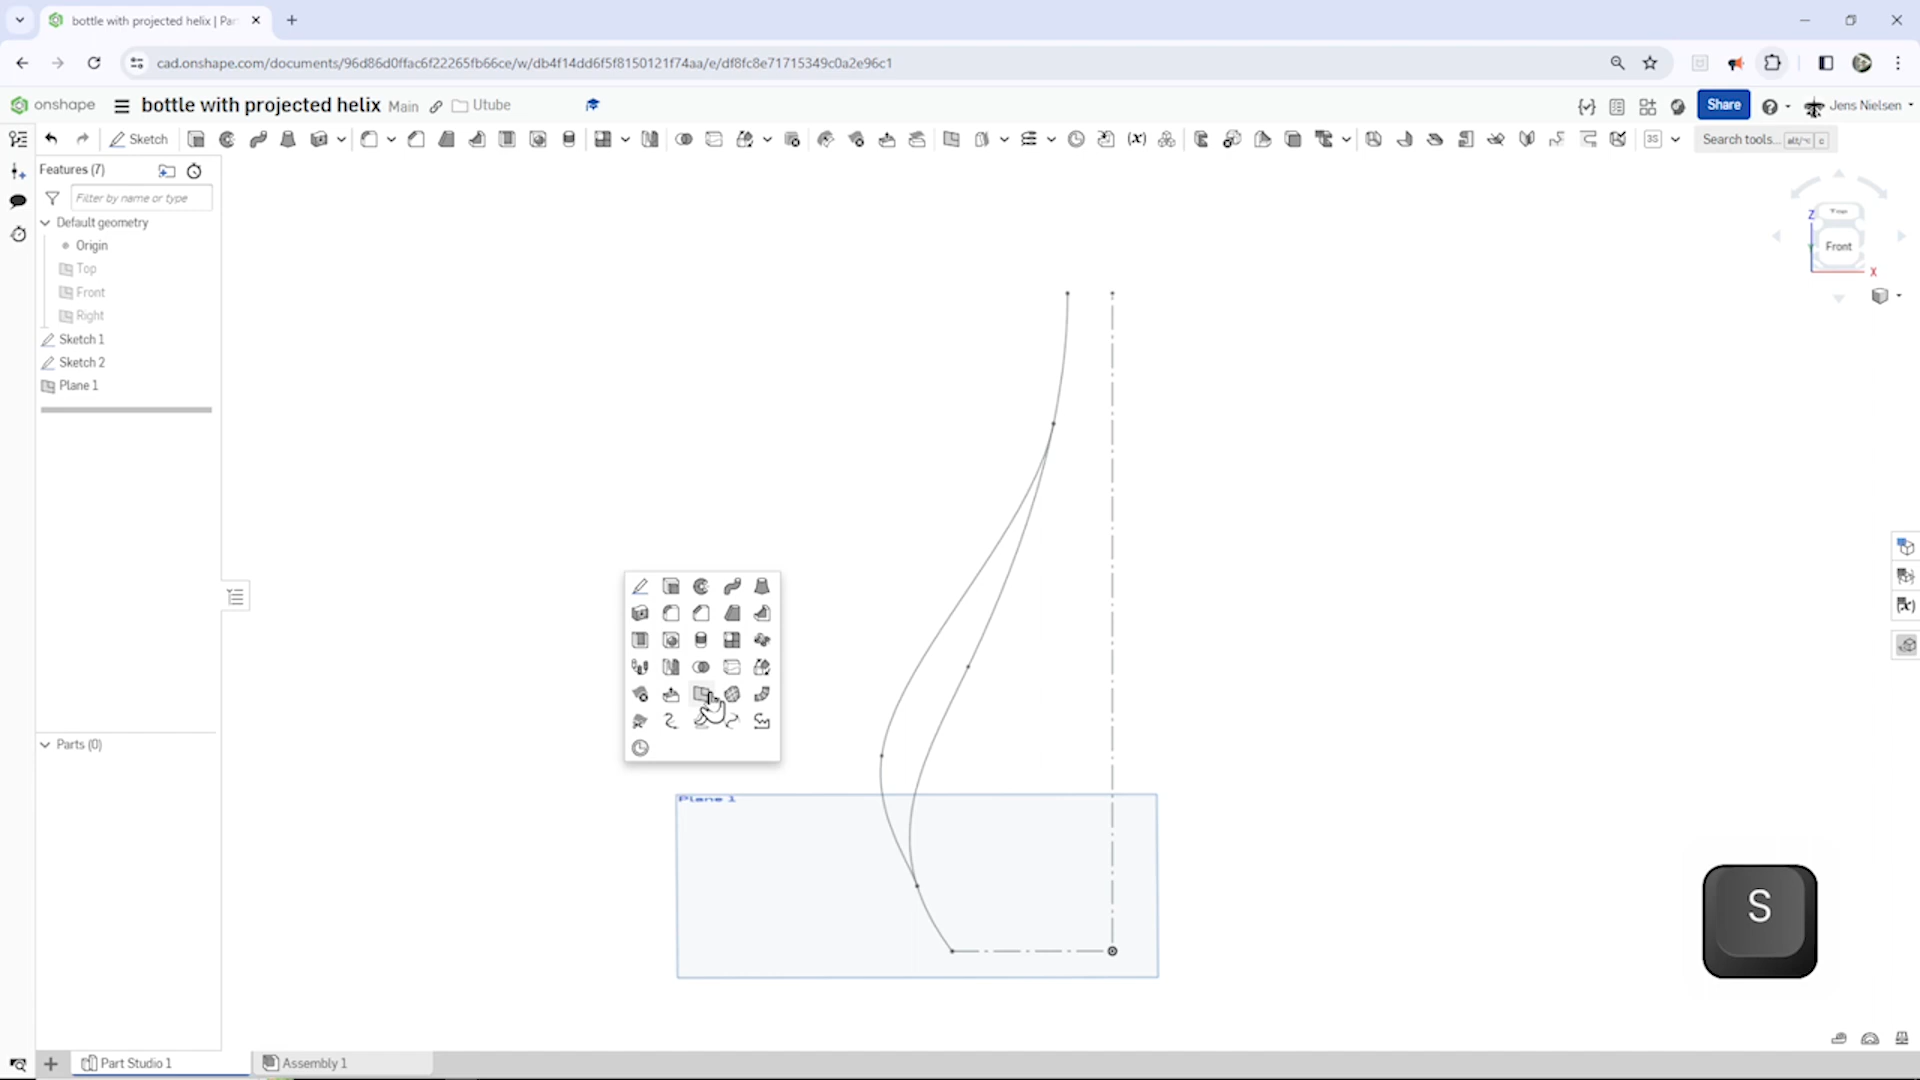 bottle with projected helix | Par
cad.onshape.com/documents/96d86d0ffac6f22265fb66ce/w/db4f14dd6f5f8150121f74aa/e/df8fc8e71715349c0a2e96c1
onshape
bottle with projected helix
Main
Utube
Share
Jens Nielsen
Sketch
(x)
3S
Search tools... alt/⌥ c
Features (7)
Filter by name or type
Default geometry
Origin
Top
Front
Right
Sketch 1
Sketch 2
Plane 1
Parts (0)
Z
Front
X
Plane 1
(x)
S
Part Studio 1
Assembly 1